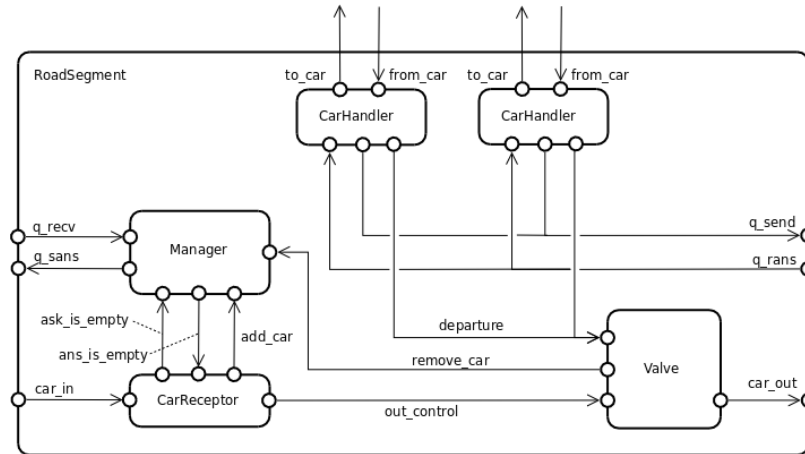 RoadSegment
to_car
from_car
to_car
from_car
CarHandler
CarHandler
q_recv
q_send
Manager
q_sans
q_rans
ask_is_empty
departure
add_car
ans_is_empty
remove_car
Valve
car_in
CarReceptor
car_out
out_control